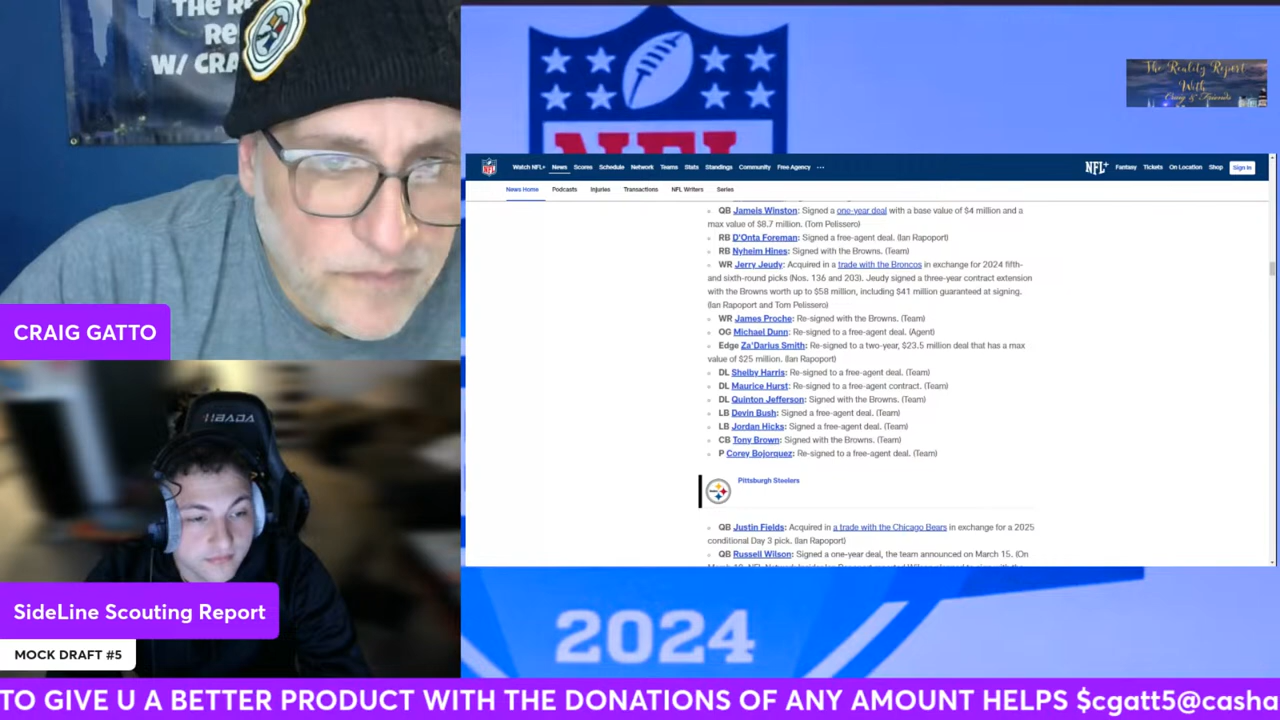 THE R
RE
W/ CRA
CRAIG GATTO
HBADA
SideLine Scouting Report
MOCK DRAFT #5
The Reality Report
With
Craig & Friends
NFL
Watch NFL+ News Scores Schedule Network Teams Stats Standings Community Free Agency ...
NFL+ Fantasy Tickets On Location Shop Sign In
News Home Podcasts Injuries Transactions NFL Writers Series
QB Jameis Winston: Signed a one-year deal with a base value of $4 million and a
max value of $8.7 million. (Tom Pelissero)
RB D'Onta Foreman: Signed a free-agent deal. (Ian Rapoport)
RB Nyheim Hines: Signed with the Browns. (Team)
WR Jerry Jeudy: Acquired in a trade with the Broncos in exchange for 2024 fifth-
and sixth-round picks (Nos. 136 and 203). Jeudy signed a three-year contract extension
with the Browns worth up to $58 million, including $41 million guaranteed at signing.
(Ian Rapoport and Tom Pelissero)
WR James Proche: Re-signed with the Browns. (Team)
OG Michael Dunn: Re-signed to a free-agent deal. (Agent)
Edge Za'Darius Smith: Re-signed to a two-year, $23.5 million deal that has a max
value of $25 million. (Ian Rapoport)
DL Shelby Harris: Re-signed to a free-agent deal. (Team)
DL Maurice Hurst: Re-signed to a free-agent contract. (Team)
DL Quinton Jefferson: Signed with the Browns. (Team)
LB Devin Bush: Signed a free-agent deal. (Team)
LB Jordan Hicks: Signed a free-agent deal. (Team)
CB Tony Brown: Signed with the Browns. (Team)
P Corey Bojorquez: Re-signed to a free-agent deal. (Team)
Pittsburgh Steelers
QB Justin Fields: Acquired in a trade with the Chicago Bears in exchange for a 2025
conditional Day 3 pick. (Ian Rapoport)
QB Russell Wilson: Signed a one-year deal, the team announced on March 15. (On
2024
TO GIVE U A BETTER PRODUCT WITH THE DONATIONS OF ANY AMOUNT HELPS $cgatt5@casha